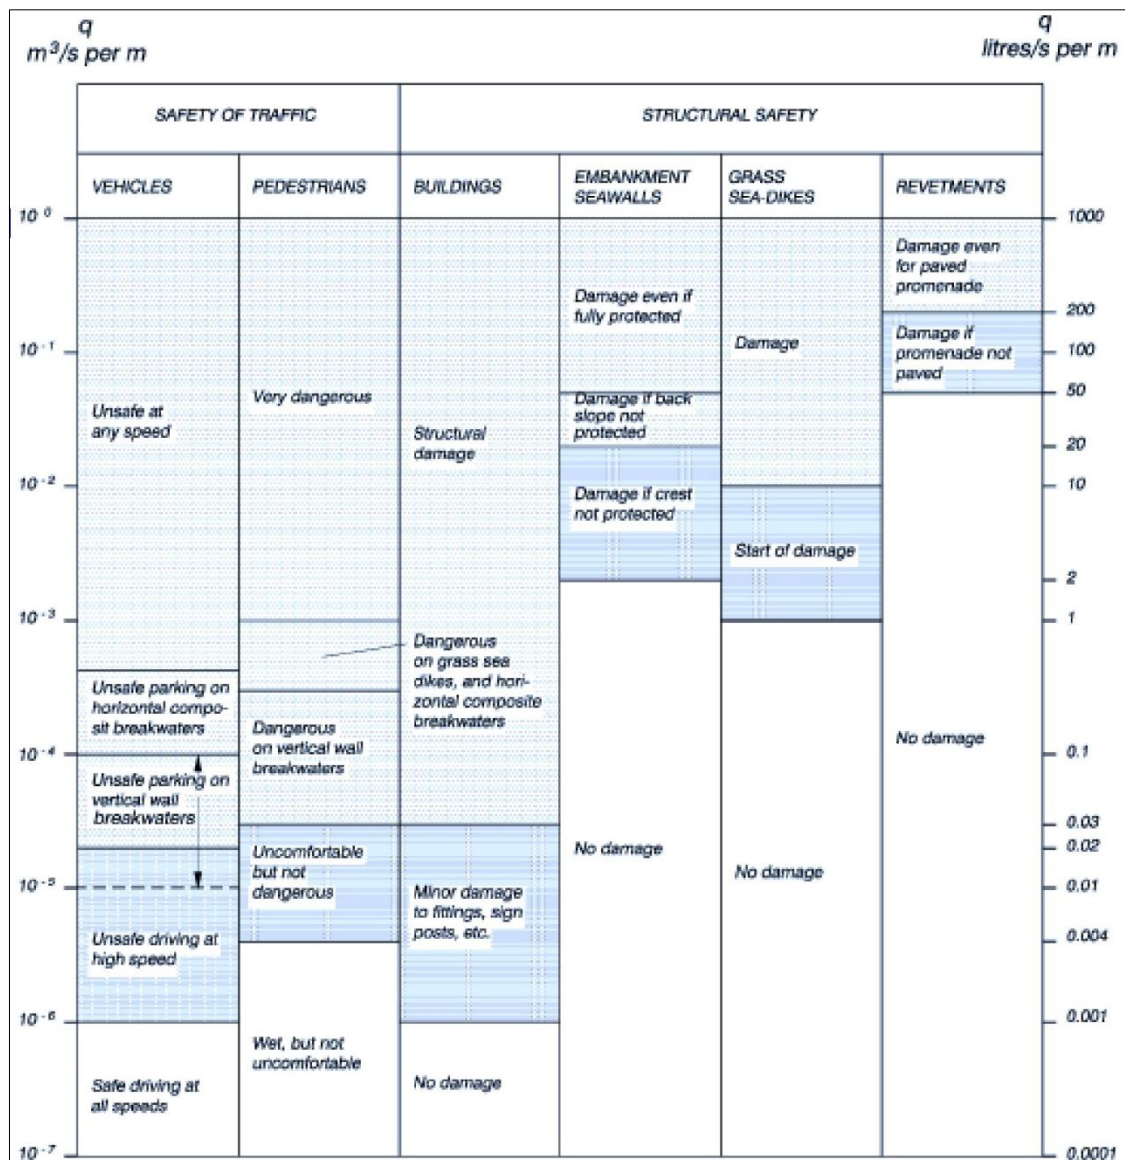 q
m³/s per m
q
litres/s per m
SAFETY OF TRAFFIC
STRUCTURAL SAFETY
VEHICLES
PEDESTRIANS
BUILDINGS
EMBANKMENT
SEAWALLS
GRASS
SEA-DIKES
REVETMENTS
10⁰
10⁻¹
10⁻²
10⁻³
10⁻⁴
10⁻⁵
10⁻⁶
10⁻⁷
Unsafe at
any speed
Unsafe parking on
horizontal compo-
sit breakwaters
Unsafe parking on
vertical wall
breakwaters
Unsafe driving at
high speed
Safe driving at
all speeds
Very dangerous
Dangerous
on grass sea
dikes, and hori-
zontal composite
breakwaters
Dangerous
on vertical wall
breakwaters
Uncomfortable
but not
dangerous
Wet, but not
uncomfortable
Structural
damage
Minor damage
to fittings, sign
posts, etc.
No damage
Damage even if
fully protected
Damage if back
slope not
protected
Damage if crest
not protected
No damage
Damage
Start of damage
No damage
Damage even
for paved
promenade
Damage if
promenade not
paved
No damage
1000
200
100
50
20
10
2
1
0.1
0.03
0.02
0.01
0.004
0.001
0.0001